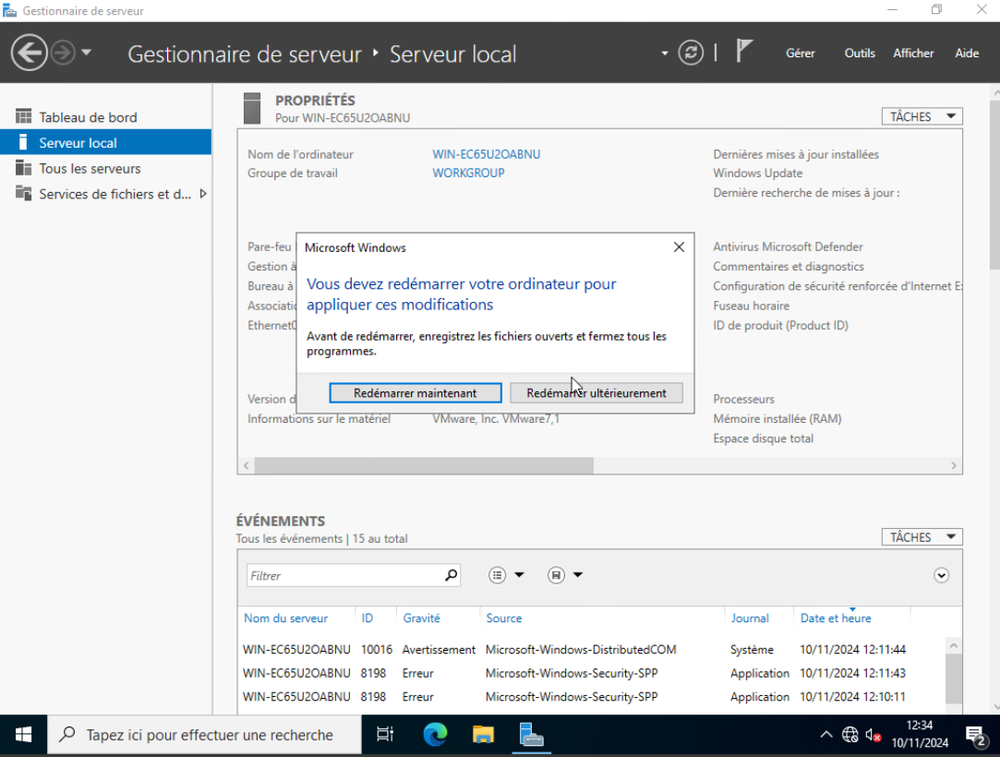 Gestionnaire de serveur
Gestionnaire de serveur ‣ Serveur local
Gérer Outils Afficher Aide
Tableau de bord
Serveur local
Tous les serveurs
Services de fichiers et d...
PROPRIÉTÉS
Pour WIN-EC65U2OABNU
TÂCHES
Nom de l'ordinateur WIN-EC65U2OABNU Dernières mises à jour installées
Groupe de travail WORKGROUP Windows Update
Dernière recherche de mises à jour :
Pare-feu Antivirus Microsoft Defender
Gestion à Commentaires et diagnostics
Bureau à Configuration de sécurité renforcée d'Internet E
Associatio Fuseau horaire
Ethernet0 ID de produit (Product ID)
Microsoft Windows
Vous devez redémarrer votre ordinateur pour
appliquer ces modifications
Avant de redémarrer, enregistrez les fichiers ouverts et fermez tous les
programmes.
Redémarrer maintenant Redémarrer ultérieurement
Version d Processeurs
Informations sur le matériel VMware, Inc. VMware7,1 Mémoire installée (RAM)
Espace disque total
ÉVÉNEMENTS
Tous les événements | 15 au total
TÂCHES
Filtrer
Nom du serveur ID Gravité Source Journal Date et heure
WIN-EC65U2OABNU 10016 Avertissement Microsoft-Windows-DistributedCOM Système 10/11/2024 12:11:44
WIN-EC65U2OABNU 8198 Erreur Microsoft-Windows-Security-SPP Application 10/11/2024 12:11:43
WIN-EC65U2OABNU 8198 Erreur Microsoft-Windows-Security-SPP Application 10/11/2024 12:10:11
Tapez ici pour effectuer une recherche
12:34
10/11/2024
2